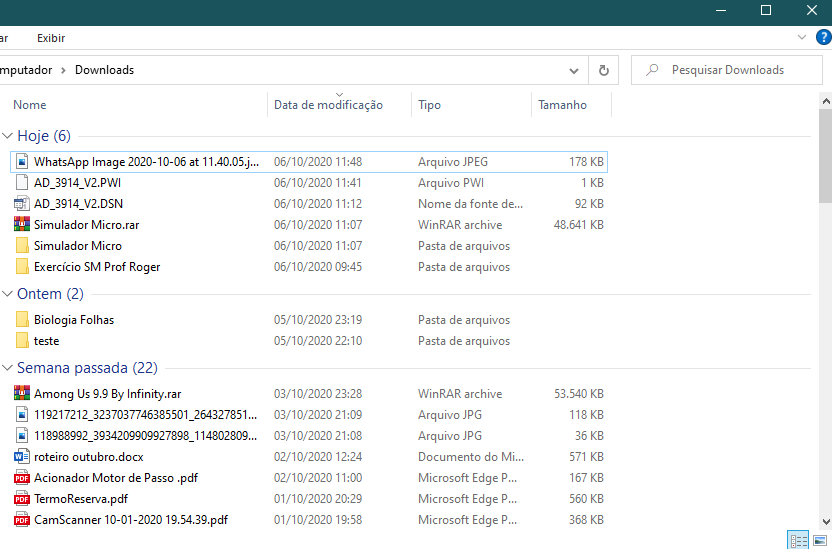 ar Exibir
mputador > Downloads Pesquisar Downloads
Nome Data de modificação Tipo Tamanho
Hoje (6)
WhatsApp Image 2020-10-06 at 11.40.05.j... 06/10/2020 11:48 Arquivo JPEG 178 KB
AD_3914_V2.PWI 06/10/2020 11:41 Arquivo PWI 1 KB
AD_3914_V2.DSN 06/10/2020 11:12 Nome da fonte de... 92 KB
Simulador Micro.rar 06/10/2020 11:07 WinRAR archive 48.641 KB
Simulador Micro 06/10/2020 11:07 Pasta de arquivos
Exercício SM Prof Roger 06/10/2020 09:45 Pasta de arquivos
Ontem (2)
Biologia Folhas 05/10/2020 23:19 Pasta de arquivos
teste 05/10/2020 22:10 Pasta de arquivos
Semana passada (22)
Among Us 9.9 By Infinity.rar 03/10/2020 23:28 WinRAR archive 53.540 KB
119217212_3237037746385501_264327851... 03/10/2020 21:09 Arquivo JPG 118 KB
118988992_3934209909927898_114802809... 03/10/2020 21:08 Arquivo JPG 36 KB
roteiro outubro.docx 02/10/2020 12:24 Documento do Mi... 571 KB
Acionador Motor de Passo .pdf 02/10/2020 11:00 Microsoft Edge P... 167 KB
TermoReserva.pdf 01/10/2020 20:29 Microsoft Edge P... 560 KB
CamScanner 10-01-2020 19.54.39.pdf 01/10/2020 19:58 Microsoft Edge P... 368 KB